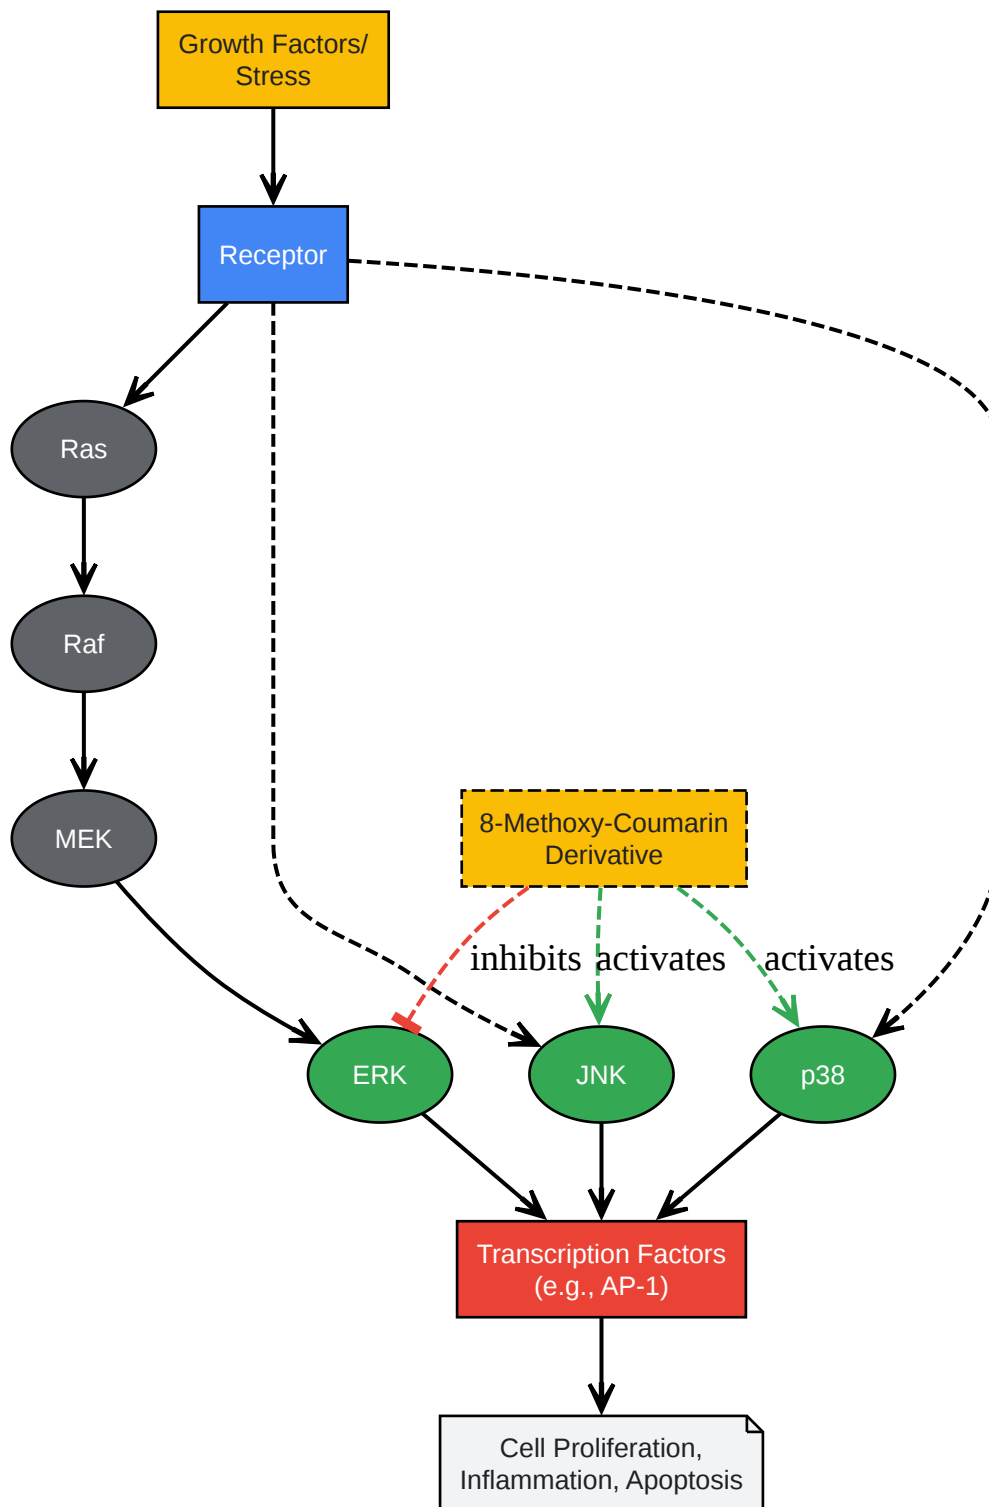 Growth Factors/
Stress
Receptor
Ras
Raf
MEK
8-Methoxy-Coumarin
Derivative
inhibits
activates
activates
ERK
JNK
p38
Transcription Factors
(e.g., AP-1)
Cell Proliferation,
Inflammation, Apoptosis